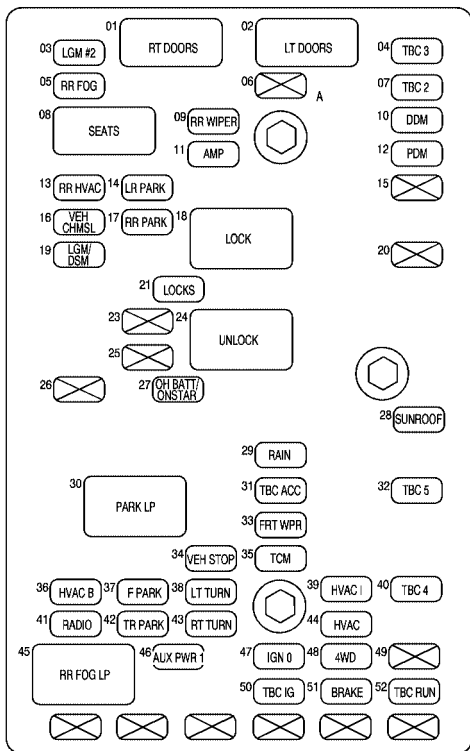 01 RT DOORS
02 LT DOORS
03 LGM #2
04 TBC 3
05 RR FOG
06
A
07 TBC 2
08 SEATS
09 RR WIPER
10 DDM
11 AMP
12 PDM
13 RR HVAC
14 LR PARK
15
16 VEH
CHMSL
17 RR PARK
18 LOCK
19 LGM/
DSM
20
21 LOCKS
23
24 UNLOCK
25
26
27 OH BATT/
ONSTAR
28 SUNROOF
29 RAIN
30 PARK LP
31 TBC ACC
32 TBC 5
33 FRT WPR
34 VEH STOP
35 TCM
36 HVAC B
37 F PARK
38 LT TURN
39 HVAC I
40 TBC 4
41 RADIO
42 TR PARK
43 RT TURN
44 HVAC
45 RR FOG LP
46 AUX PWR 1
47 IGN 0
48 4WD
49
50 TBC IG
51 BRAKE
52 TBC RUN